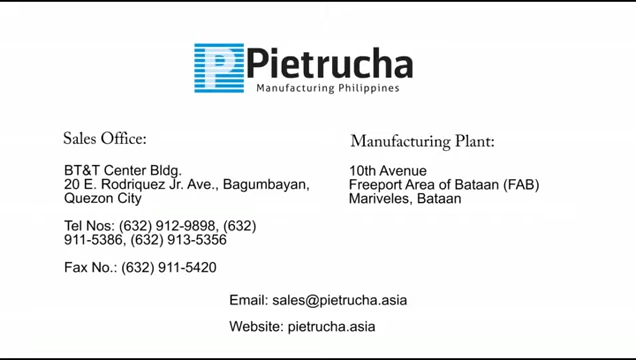 P Pietrucha
Manufacturing Philippines
Sales Office:
BT&T Center Bldg.
20 E. Rodriquez Jr. Ave., Bagumbayan,
Quezon City
Tel Nos: (632) 912-9898, (632)
911-5386, (632) 913-5356
Fax No.: (632) 911-5420
Manufacturing Plant:
10th Avenue
Freeport Area of Bataan (FAB)
Mariveles, Bataan
Email: sales@pietrucha.asia
Website: pietrucha.asia